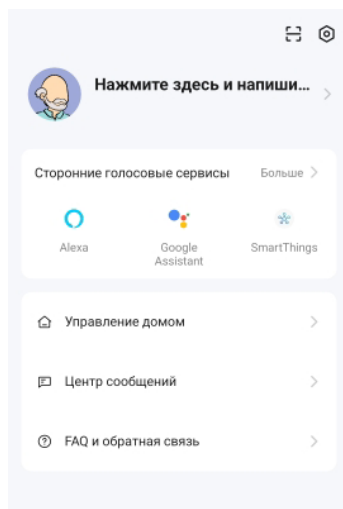 Нажмите здесь и напиши...
Сторонние голосовые сервисы Больше
Alexa
Google
Assistant
SmartThings
Управление домом
Центр сообщений
FAQ и обратная связь